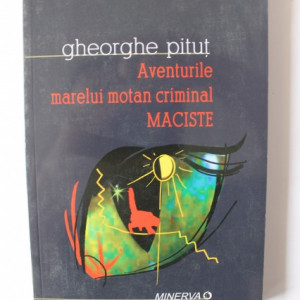 gheorghe pituț
Aventurile
marelui motan criminal
MACISTE
MINERVA